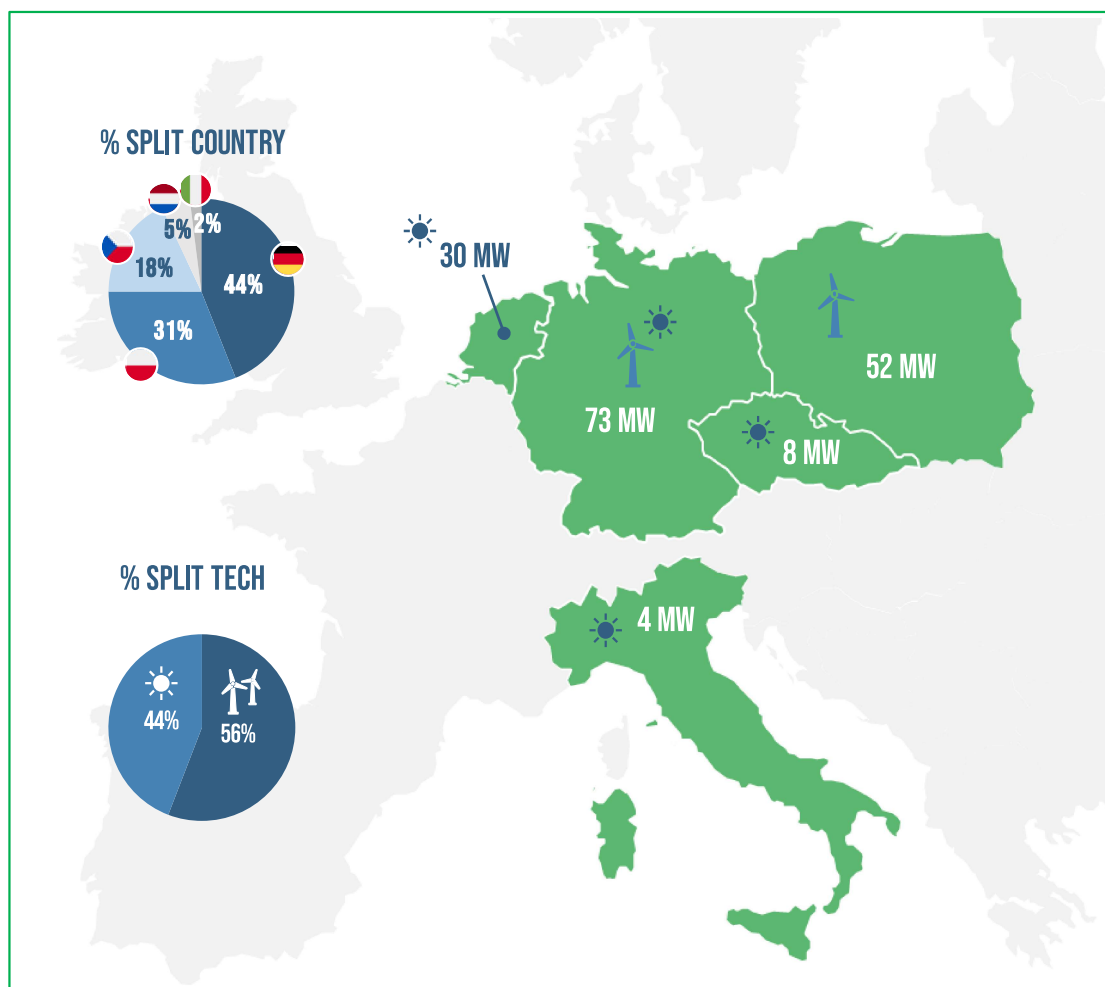 % SPLIT COUNTRY
5%
2%
18%
44%
31%
30 MW
52 MW
73 MW
8 MW
% SPLIT TECH
4 MW
44%
56%